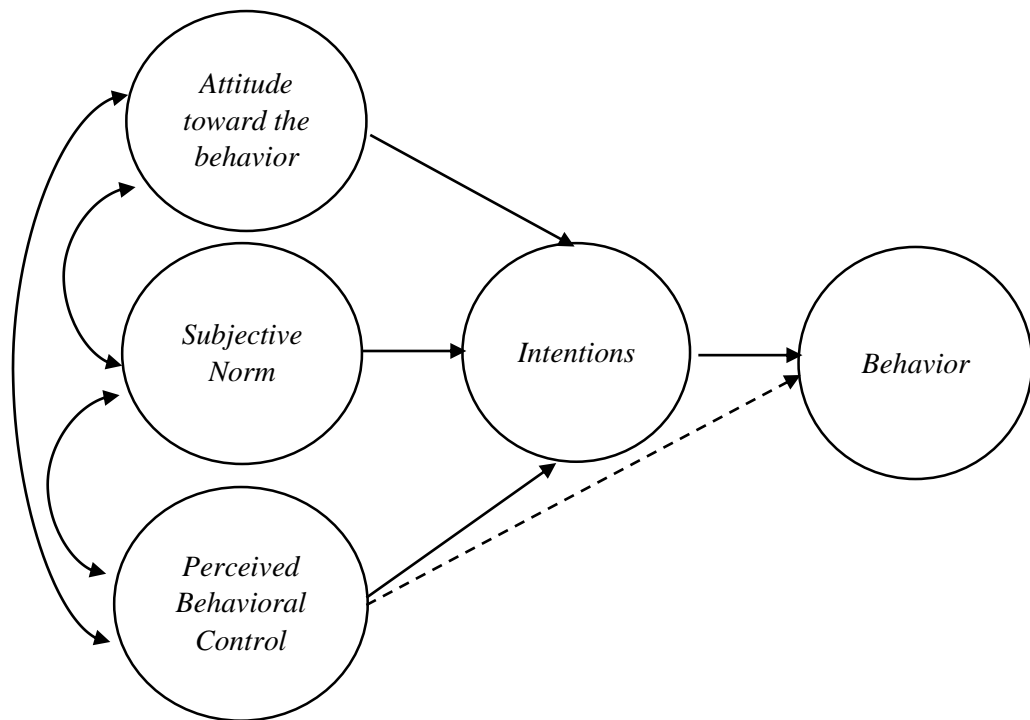 Attitude
toward the
behavior
Subjective
Norm
Intentions
Behavior
Perceived
Behavioral
Control